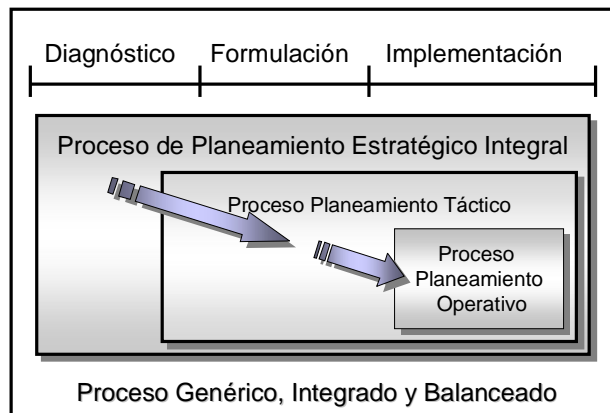 Diagnóstico Formulación Implementación
Proceso de Planeamiento Estratégico Integral
Proceso Planeamiento Táctico
Proceso
Planeamiento
Operativo
Proceso Genérico, Integrado y Balanceado